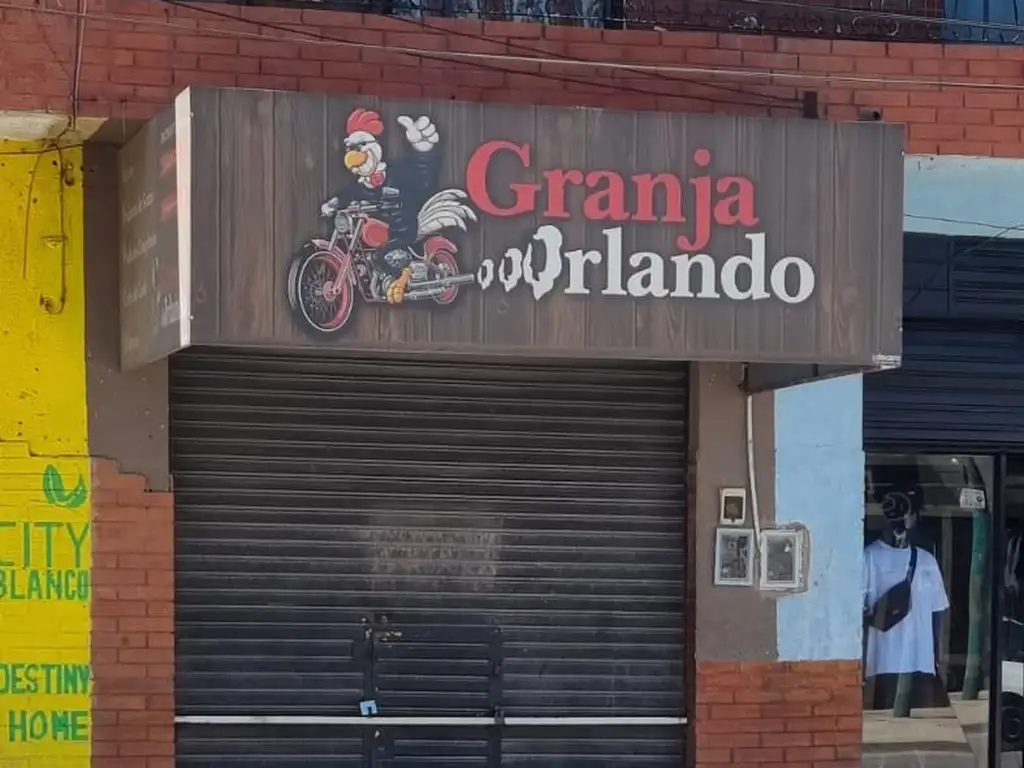 Granja
Orlando
CITY
BLANCO
DESTINY
HOME